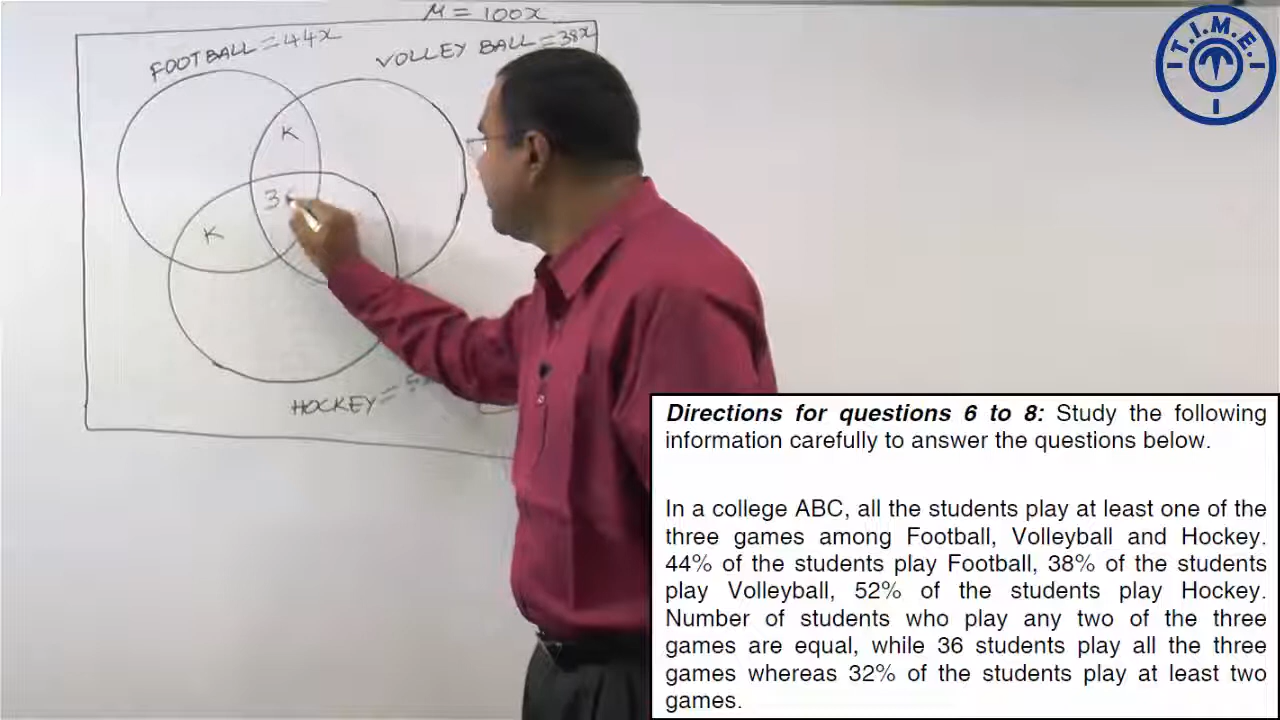 M = 100x
FOOTBALL = 44x
VOLLEY BALL = 38x
K
3
K
HOCKEY =
T.I.M.E.
Directions for questions 6 to 8: Study the following
information carefully to answer the questions below.
In a college ABC, all the students play at least one of the
three games among Football, Volleyball and Hockey.
44% of the students play Football, 38% of the students
play Volleyball, 52% of the students play Hockey.
Number of students who play any two of the three
games are equal, while 36 students play all the three
games whereas 32% of the students play at least two
games.